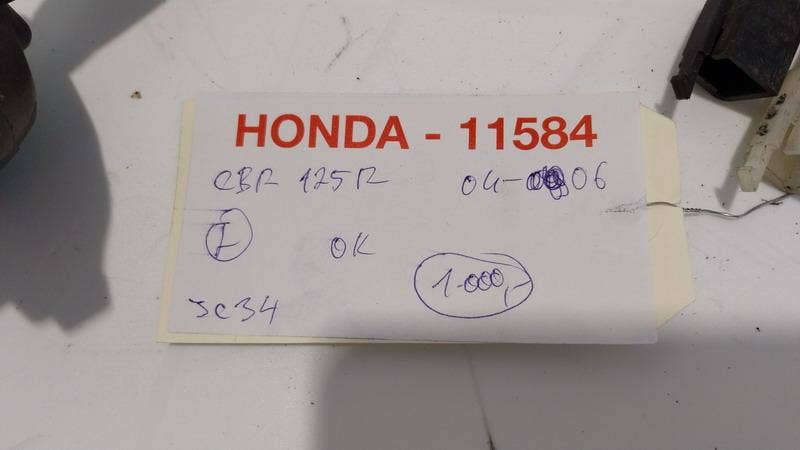 HONDA - 11584
CBR 125R 04-06
I OK
1.000,-
JC34